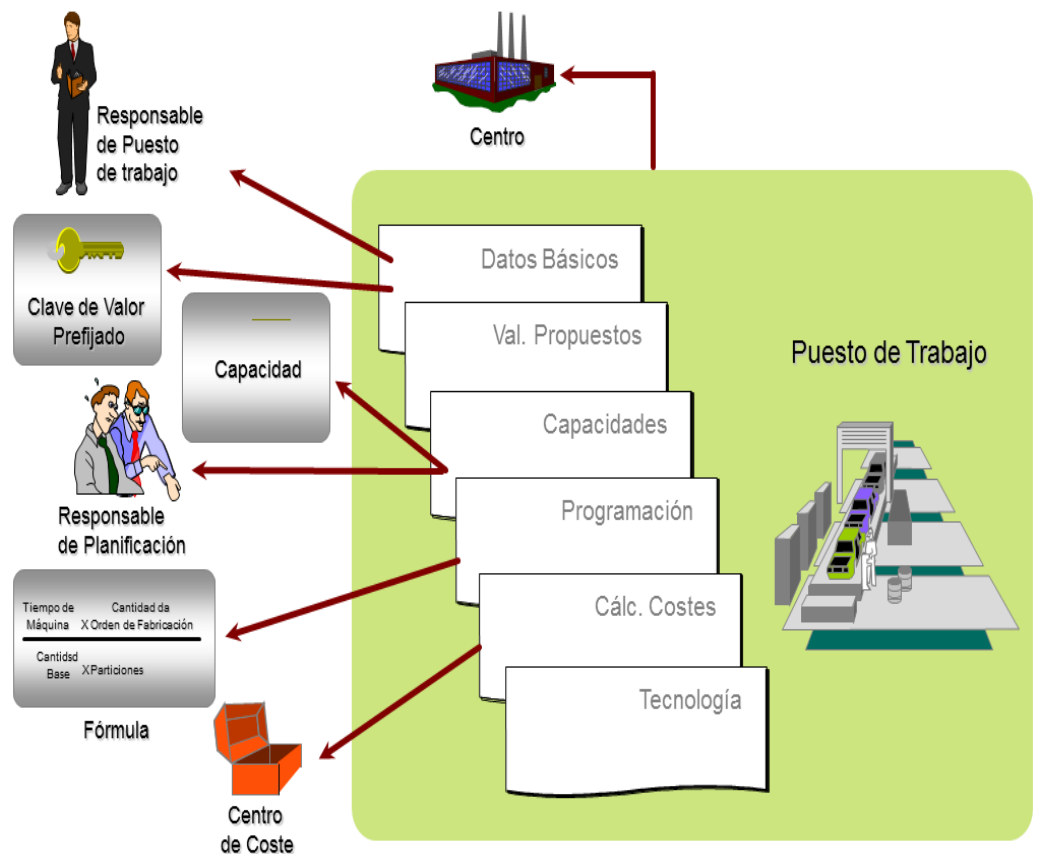 Responsable
de Puesto
de trabajo
Centro
Clave de Valor
Prefijado
Capacidad
Responsable
de Planificación
Tiempo de
Máquina
Cantidad da
X Orden de Fabricación
Cantidsd
Base
X Particiones
Fórmula
Centro
de Coste
Datos Básicos
Val. Propuestos
Capacidades
Programación
Cálc. Costes
Tecnología
Puesto de Trabajo